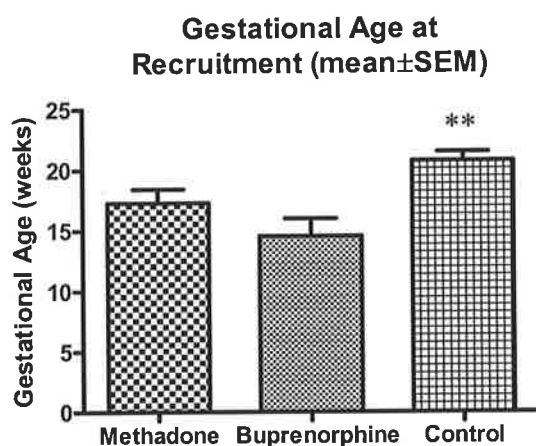 Gestational Age at
Recruitment (mean±SEM)
Gestational Age (weeks)
25
20
15
10
5
0
**
Methadone Buprenorphine Control